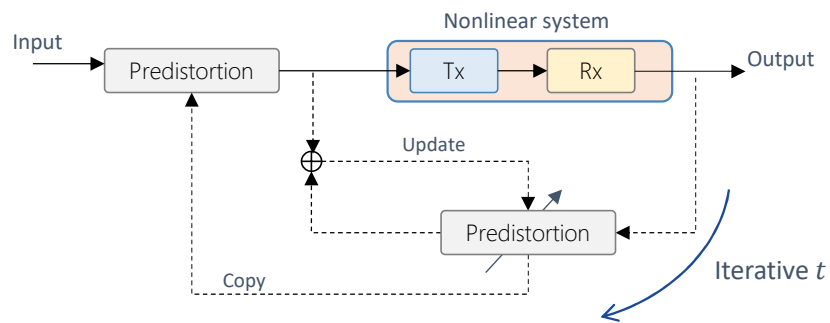 Nonlinear system
Input
Predistortion
Tx
Rx
Output
Update
Predistortion
Copy
Iterative t